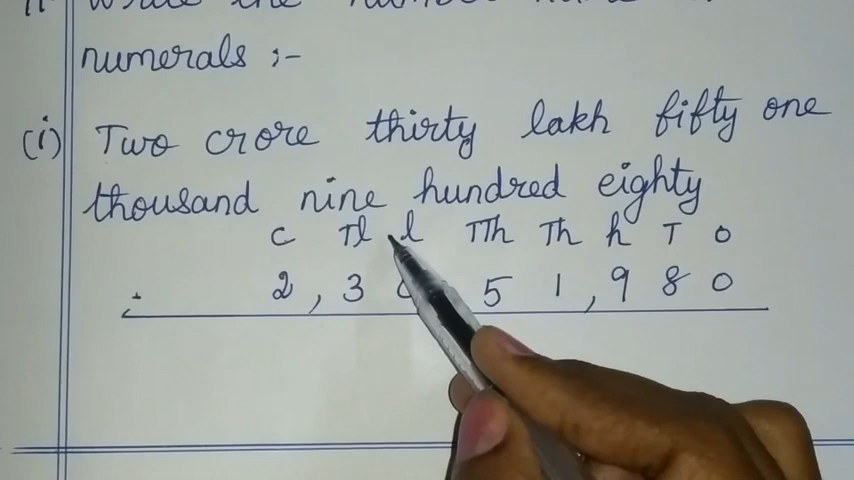 numerals :-
(i) Two crore thirty lakh fifty one
thousand nine hundred eighty
C Tl l TTh Th h T O
∴ 2, 3 5 1, 9 8 0